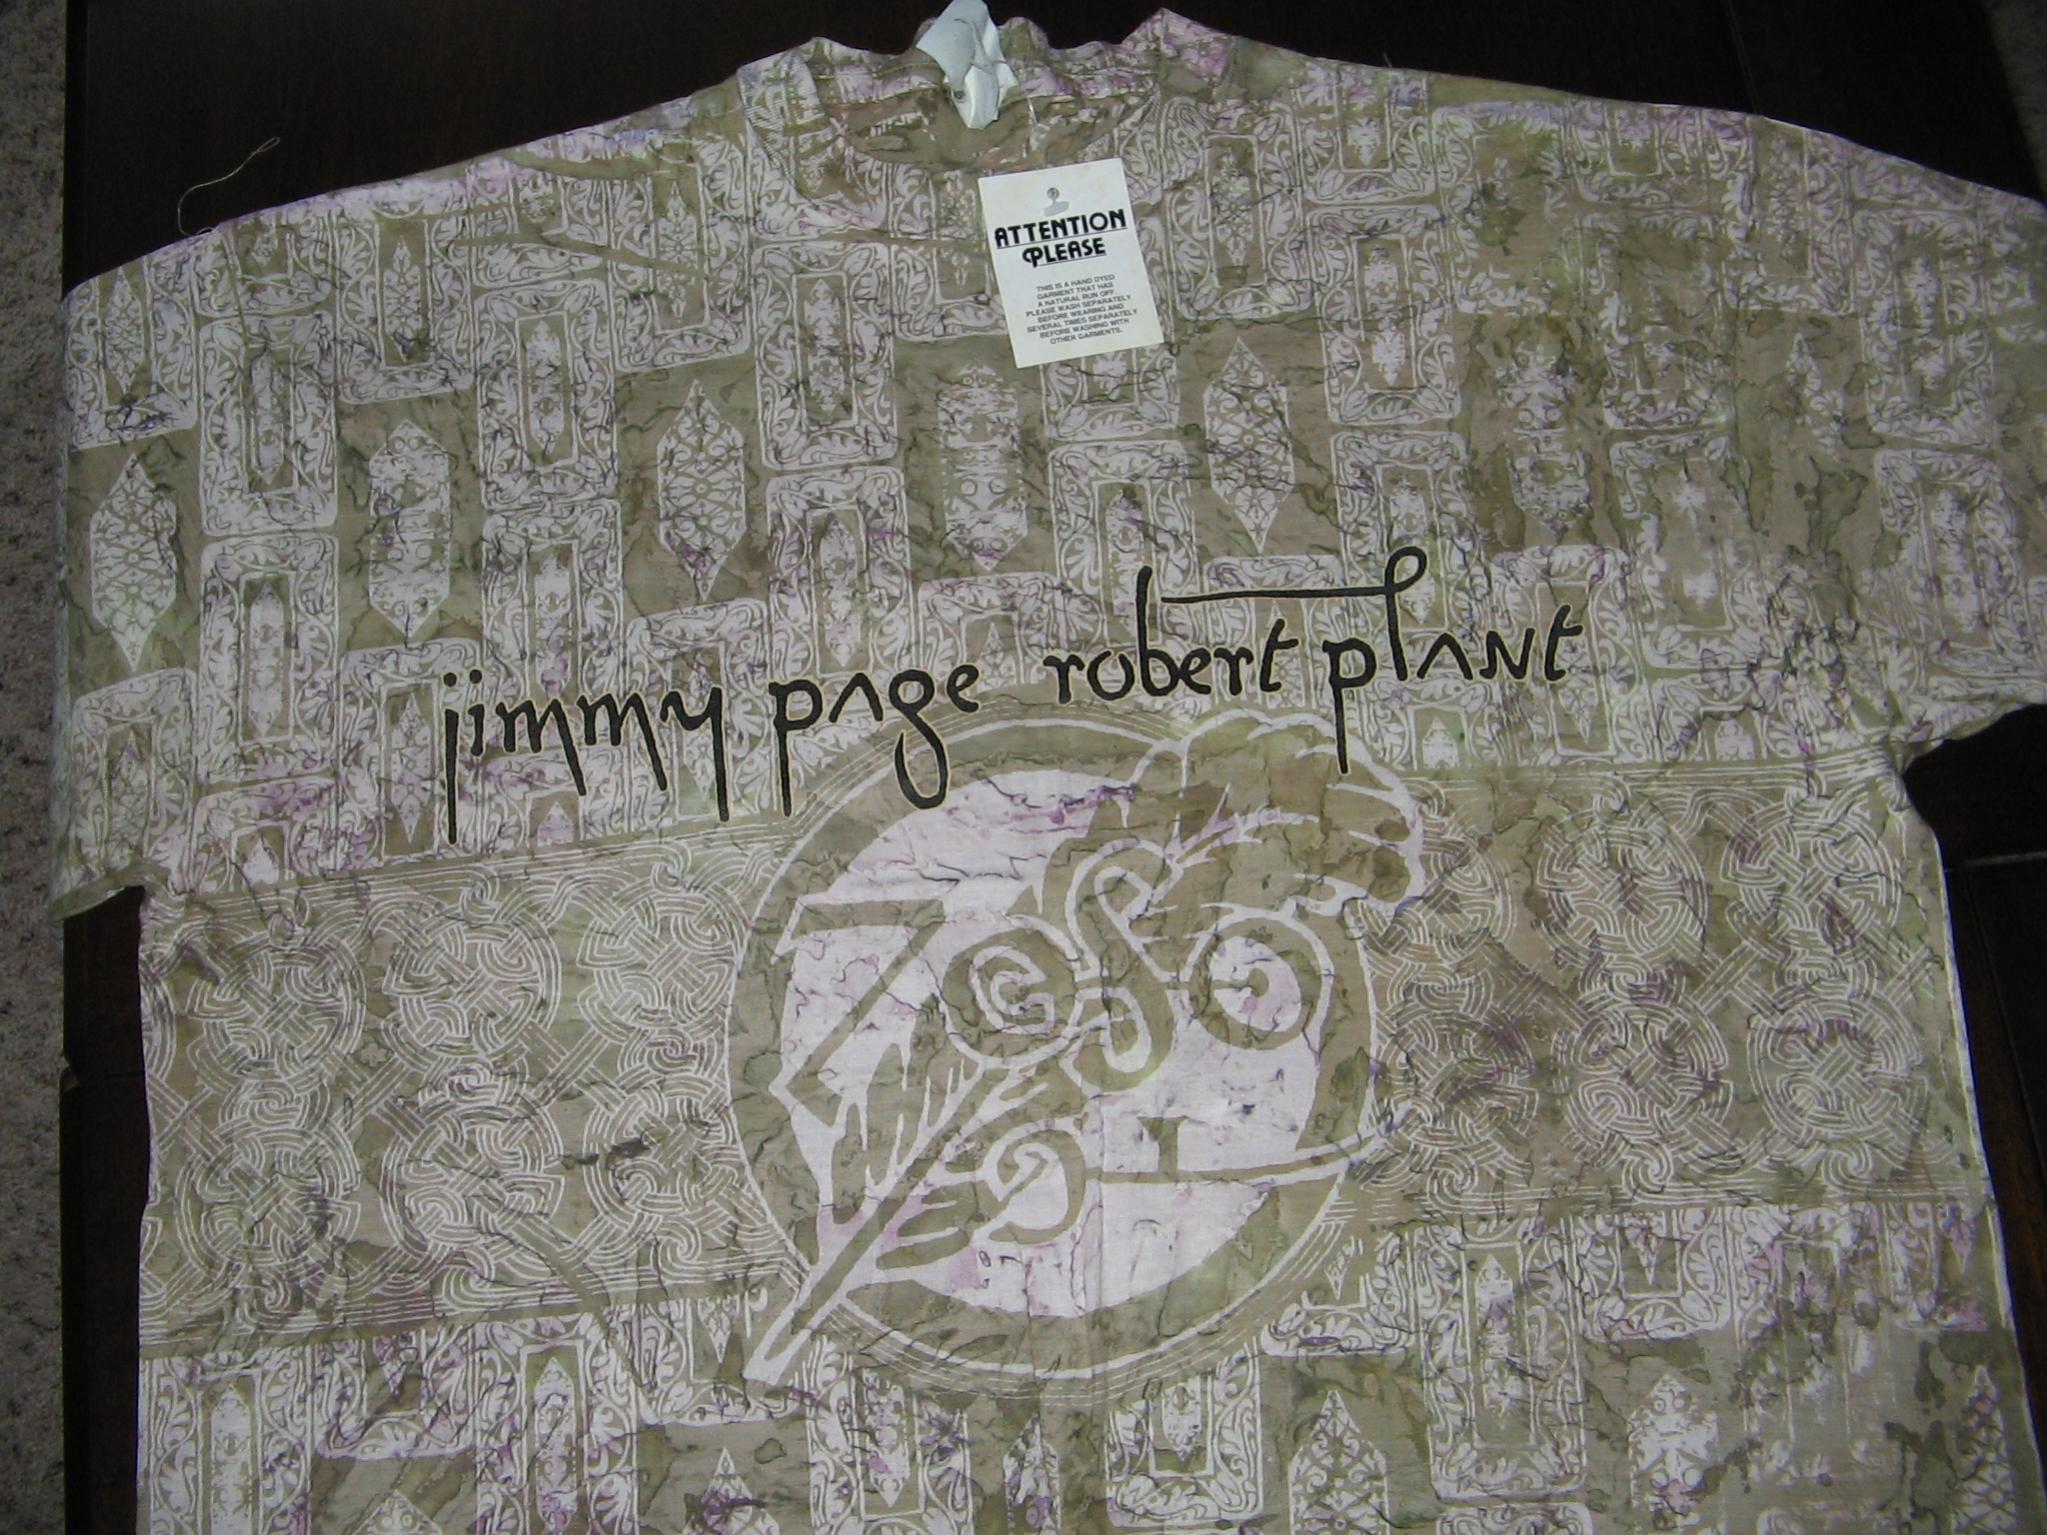 ATTENTION
PLEASE
THIS IS A HAND DYED
GARMENT THAT HAS
A NATURAL RUN OFF.
PLEASE WASH SEPARATELY
BEFORE WEARING AND
SEVERAL TIMES SEPARATELY
BEFORE WASHING WITH
OTHER GARMENTS.
jimmy page robert plant